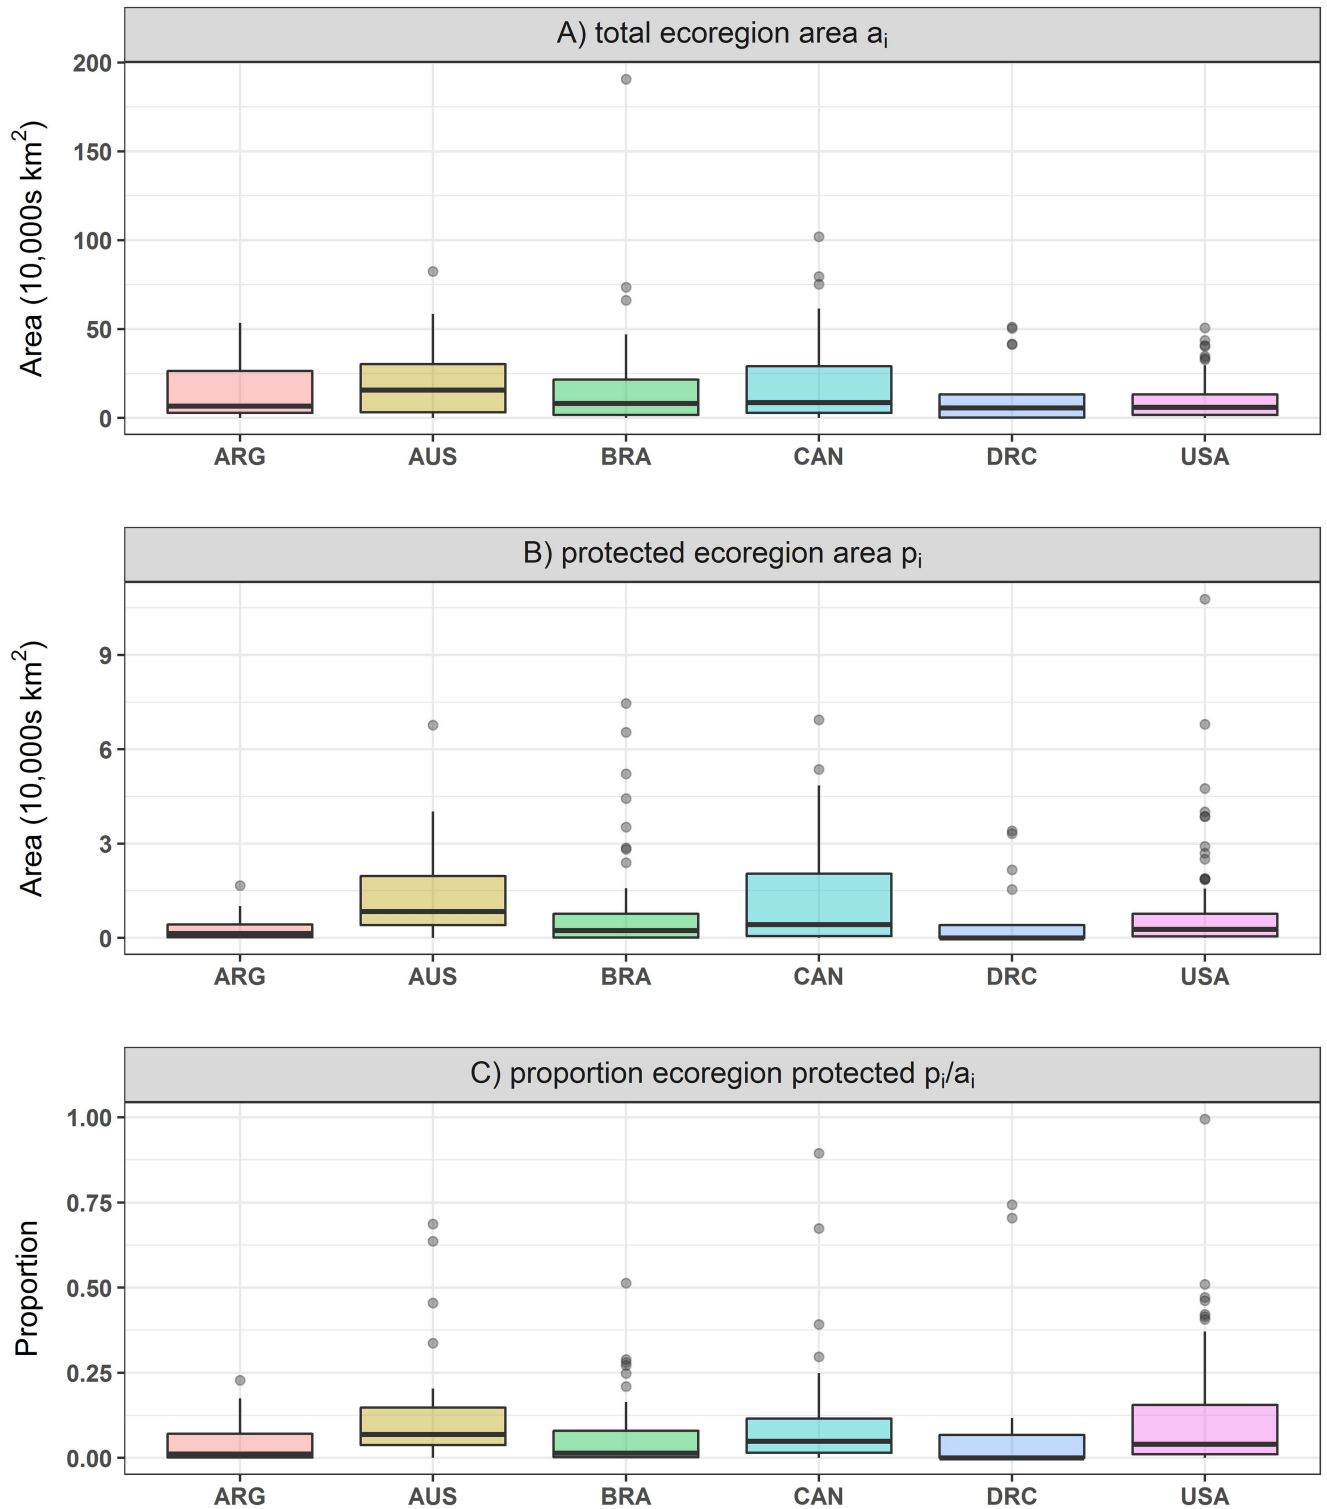 A) total ecoregion area aᵢ
Area (10,000s km²)
200
150
100
50
0
ARG AUS BRA CAN DRC USA
B) protected ecoregion area pᵢ
Area (10,000s km²)
9
6
3
0
ARG AUS BRA CAN DRC USA
C) proportion ecoregion protected pᵢ/aᵢ
Proportion
1.00
0.75
0.50
0.25
0.00
ARG AUS BRA CAN DRC USA